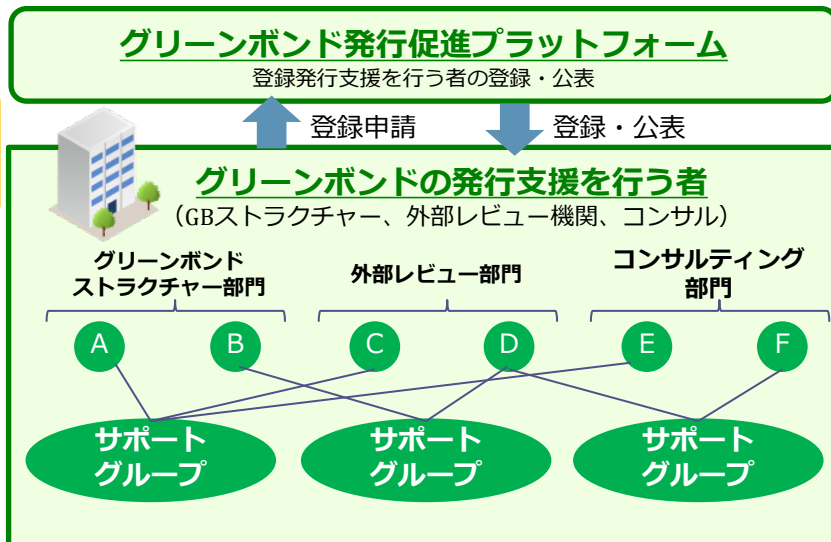 グリーンボンド発行促進プラットフォーム
登録発行支援を行う者の登録・公表
登録申請
登録・公表
グリーンボンドの発行支援を行う者
（GBストラクチャー、外部レビュー機関、コンサル）
グリーンボンド
ストラクチャー部門
外部レビュー部門
コンサルティング
部門
A
B
C
D
E
F
サポート
グループ
サポート
グループ
サポート
グループ